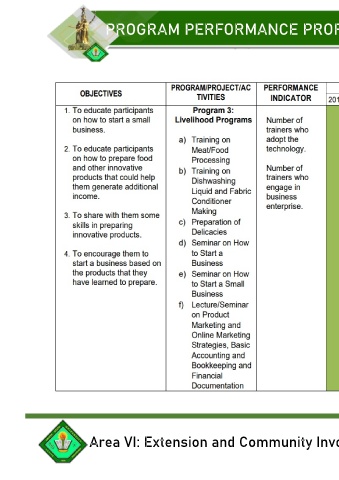 PROGRAM PERFORMANCE PROF
OBJECTIVES
PROGRAM/PROJECT/AC
TIVITIES
PERFORMANCE
INDICATOR
201
1. To educate participants
on how to start a small
business.
2. To educate participants
on how to prepare food
and other innovative
products that could help
them generate additional
income.
3. To share with them some
skills in preparing
innovative products.
4. To encourage them to
start a business based on
the products that they
have learned to prepare.
Program 3:
Livelihood Programs
a) Training on
Meat/Food
Processing
b) Training on
Dishwashing
Liquid and Fabric
Conditioner
Making
c) Preparation of
Delicacies
d) Seminar on How
to Start a
Business
e) Seminar on How
to Start a Small
Business
f) Lecture/Seminar
on Product
Marketing and
Online Marketing
Strategies, Basic
Accounting and
Bookkeeping and
Financial
Documentation
Number of
trainers who
adopt the
technology.
Number of
trainers who
engage in
business
enterprise.
Area VI: Extension and Community Invo